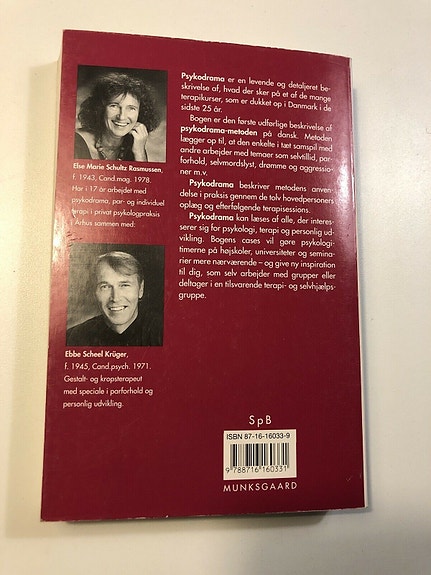 Else Marie Schultz Rasmussen,
f. 1943, Cand.mag. 1978.
Har i 17 år arbejdet med
psykodrama, par- og individuel
terapi i privat psykologpraksis
i Århus sammen med:
Ebbe Scheel Krüger,
f. 1945, Cand.psych. 1971.
Gestalt- og kropsterapeut
med speciale i parforhold og
personlig udvikling.
Psykodrama er en levende og detaljeret be-
skrivelse af, hvad der sker på et af de mange
terapikurser, som er dukket op i Danmark i de
sidste 25 år.
Bogen er den første udførlige beskrivelse af
psykodrama-metoden på dansk. Metoden
lægger op til, at den enkelte i tæt samspil med
andre arbejder med temaer som selvtillid, par-
forhold, selvmordslyst, drømme og aggressio-
ner m.v.
Psykodrama beskriver metodens anven-
delse i praksis gennem de tolv hovedpersoners
oplæg og efterfølgende terapisessions.
Psykodrama kan læses af alle, der interes-
serer sig for psykologi, terapi og personlig ud-
vikling. Bogens cases vil gøre psykologi-
timerne på højskoler, universiteter og semina-
rier mere nærværende – og give ny inspiration
til dig, som selv arbejder med grupper eller
deltager i en tilsvarende terapi- og selvhjælps-
gruppe.
SpB
ISBN 87-16-16033-9
9 788716 160331
MUNKSGAARD